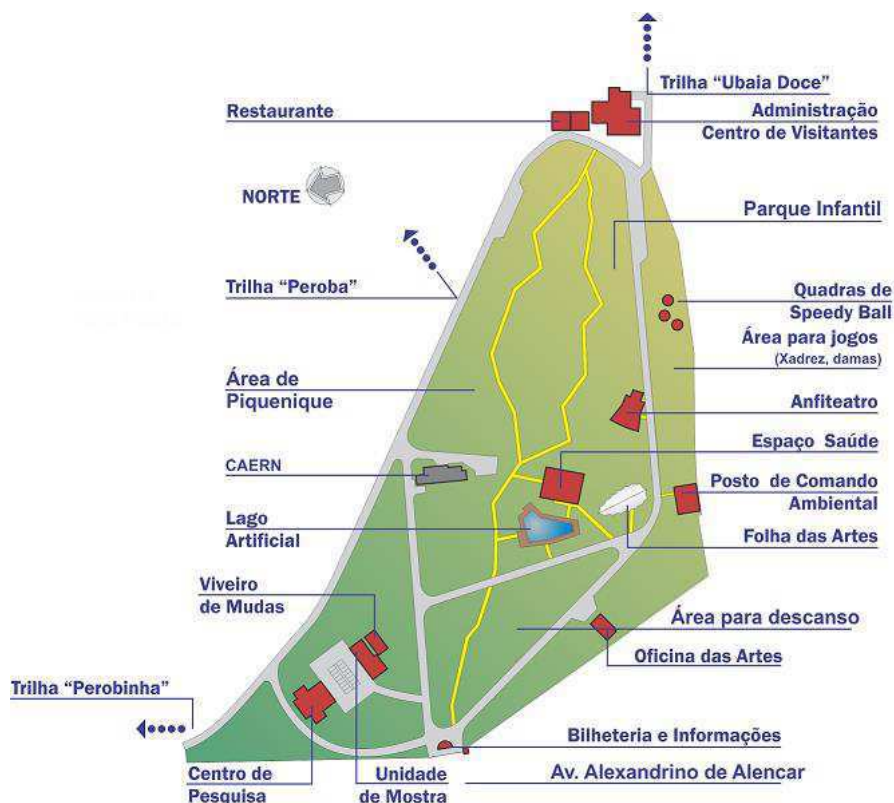 Trilha “Ubaia Doce”
Restaurante
Administração
Centro de Visitantes
NORTE
Parque Infantil
Trilha “Peroba”
Quadras de
Speedy Ball
Área para jogos
(Xadrez, damas)
Área de
Piquenique
Anfiteatro
Espaço Saúde
CAERN
Posto de Comando
Ambiental
Lago
Artificial
Folha das Artes
Viveiro
de Mudas
Área para descanso
Oficina das Artes
Trilha “Perobinha”
Bilheteria e Informações
Centro de
Pesquisa
Unidade
de Mostra
Av. Alexandrino de Alencar